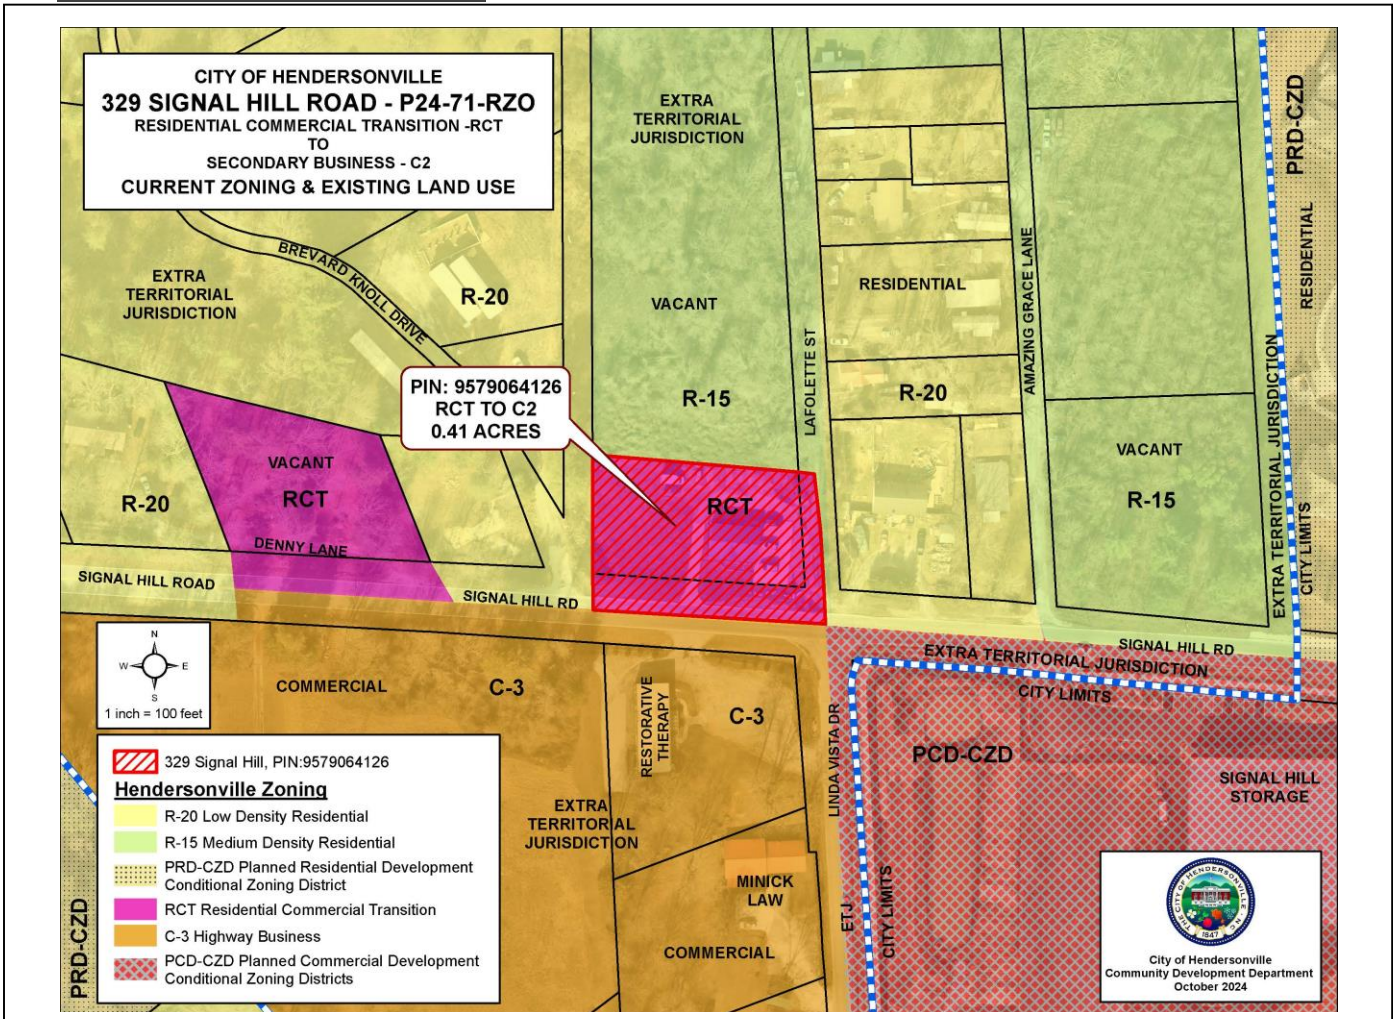 CITY OF HENDERSONVILLE
329 SIGNAL HILL ROAD - P24-71-RZO
RESIDENTIAL COMMERCIAL TRANSITION -RCT
TO
SECONDARY BUSINESS - C2
CURRENT ZONING & EXISTING LAND USE
EXTRA
TERRITORIAL
JURISDICTION
PRD-CZD
RESIDENTIAL
BREVARD KNOLL DRIVE
EXTRA
TERRITORIAL
JURISDICTION
R-20
VACANT
R-15
LAFOLETTE ST
RESIDENTIAL
R-20
AMAZING GRACE LANE
EXTRA TERRITORIAL JURISDICTION
CITY LIMITS
PIN: 9579064126
RCT TO C2
0.41 ACRES
VACANT
RCT
R-20
DENNY LANE
RCT
VACANT
R-15
SIGNAL HILL ROAD
SIGNAL HILL RD
SIGNAL HILL RD
EXTRA TERRITORIAL JURISDICTION
CITY LIMITS
N
W E
S
1 inch = 100 feet
COMMERCIAL
C-3
RESTORATIVE
THERAPY
C-3
LINDA VISTA DR
PCD-CZD
SIGNAL HILL
STORAGE
EXTRA
TERRITORIAL
JURISDICTION
MINICK
LAW
COMMERCIAL
ETJ
CITY LIMITS
PRD-CZD
329 Signal Hill, PIN:9579064126
Hendersonville Zoning
R-20 Low Density Residential
R-15 Medium Density Residential
PRD-CZD Planned Residential Development
Conditional Zoning District
RCT Residential Commercial Transition
C-3 Highway Business
PCD-CZD Planned Commercial Development
Conditional Zoning Districts
THE CITY OF HENDERSONVILLE N.C.
1847
City of Hendersonville
Community Development Department
October 2024